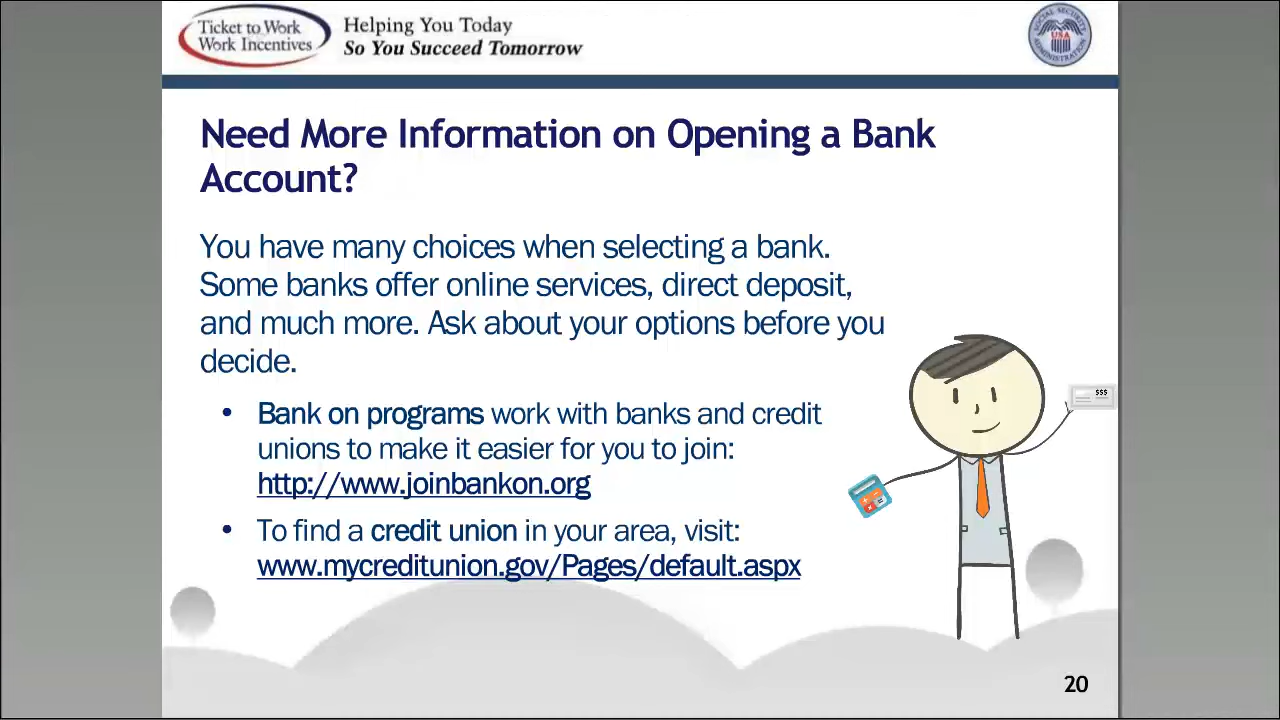 Ticket to Work
Work Incentives
Helping You Today
So You Succeed Tomorrow
SOCIAL SECURITY
USA
ADMINISTRATION
Need More Information on Opening a Bank
Account?
You have many choices when selecting a bank.
Some banks offer online services, direct deposit,
and much more. Ask about your options before you
decide.
• Bank on programs work with banks and credit
unions to make it easier for you to join:
http://www.joinbankon.org
• To find a credit union in your area, visit:
www.mycreditunion.gov/Pages/default.aspx
$$$
20